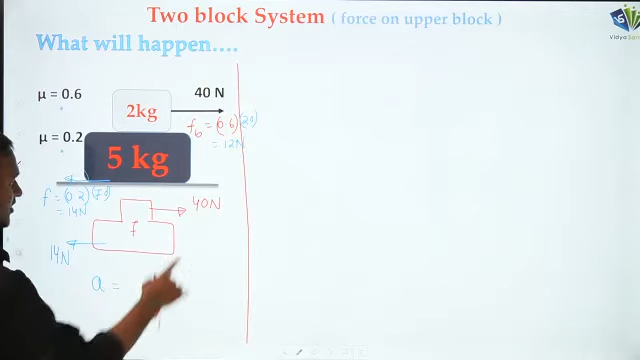 Two block System ( force on upper block )
What will happen....
μ = 0.6
2kg
40 N
μ = 0.2
5 kg
f = (0.6)(20)
= 12N
f = (0.2)(70)
= 14N
40N
f
14N
a =